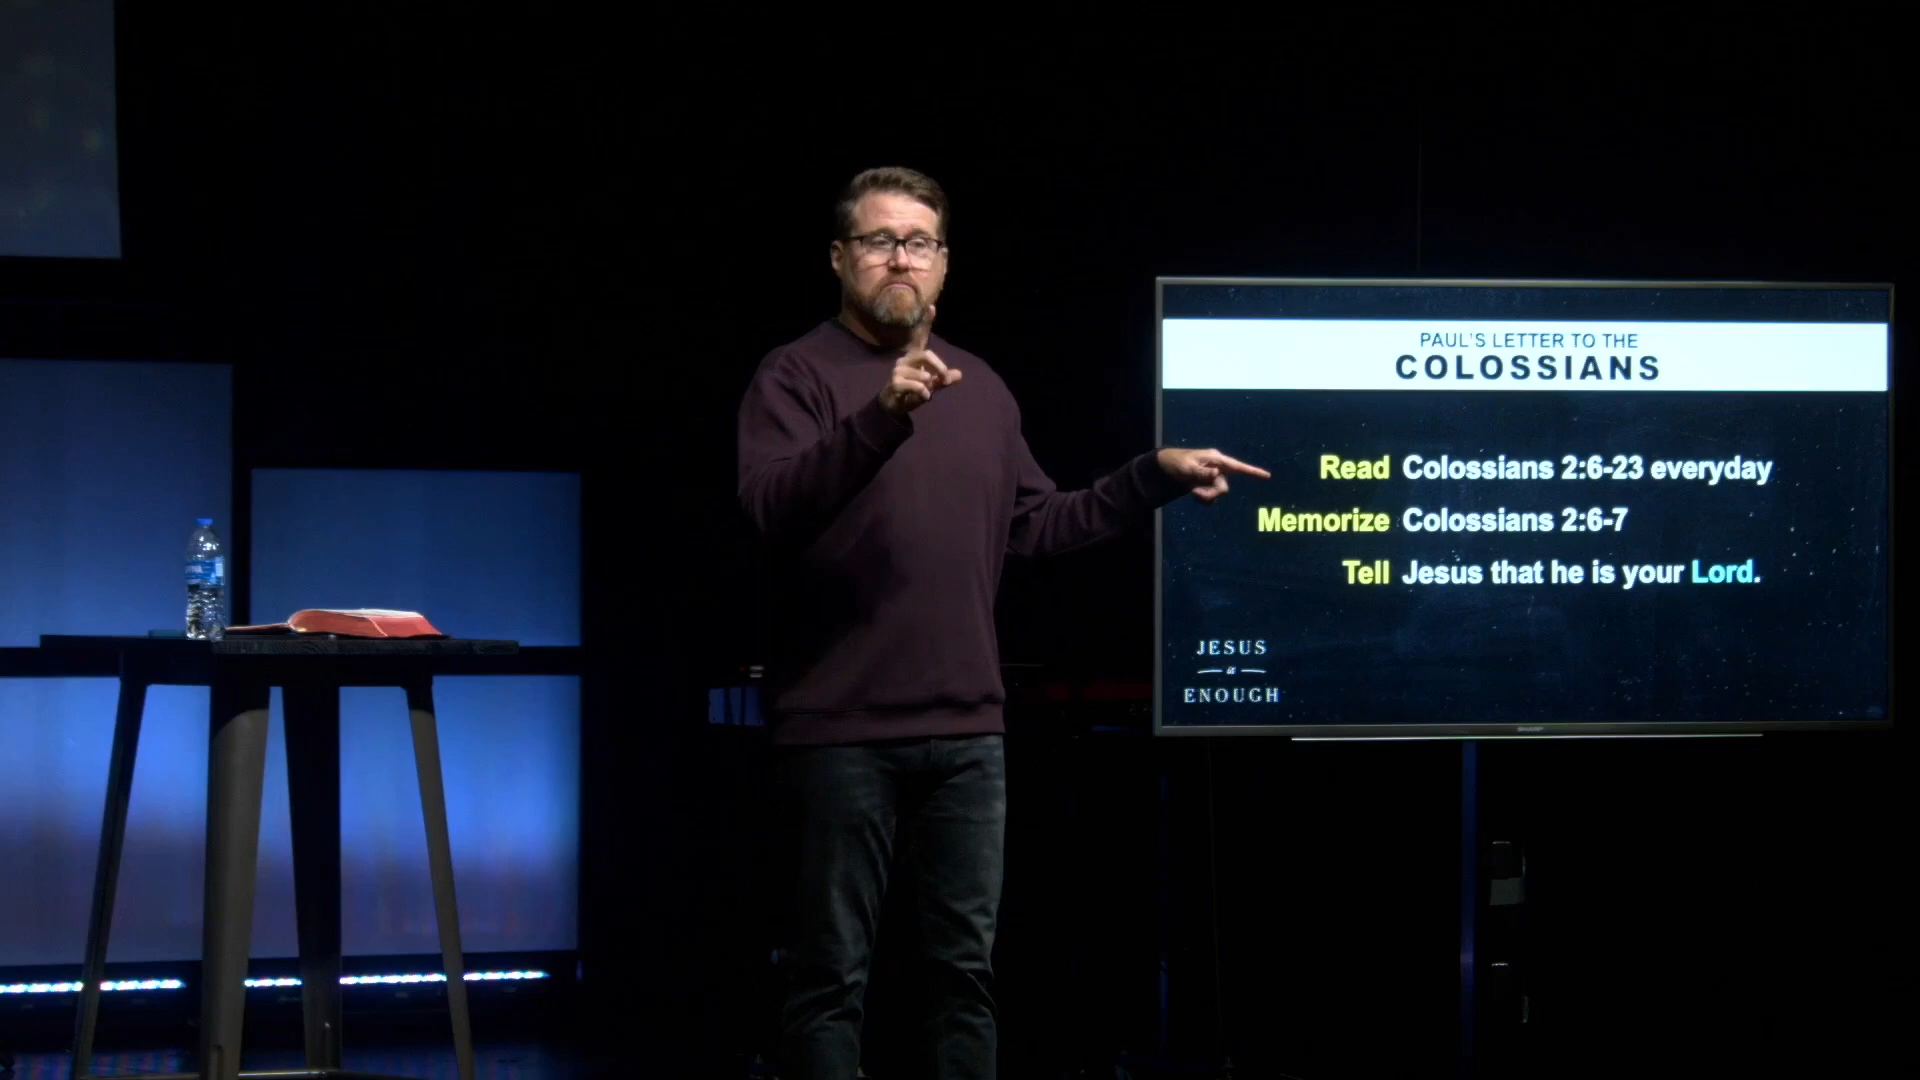 PAUL'S LETTER TO THE
COLOSSIANS
Read Colossians 2:6-23 everyday
Memorize Colossians 2:6-7
Tell Jesus that he is your Lord.
JESUS
is
ENOUGH
SHARP